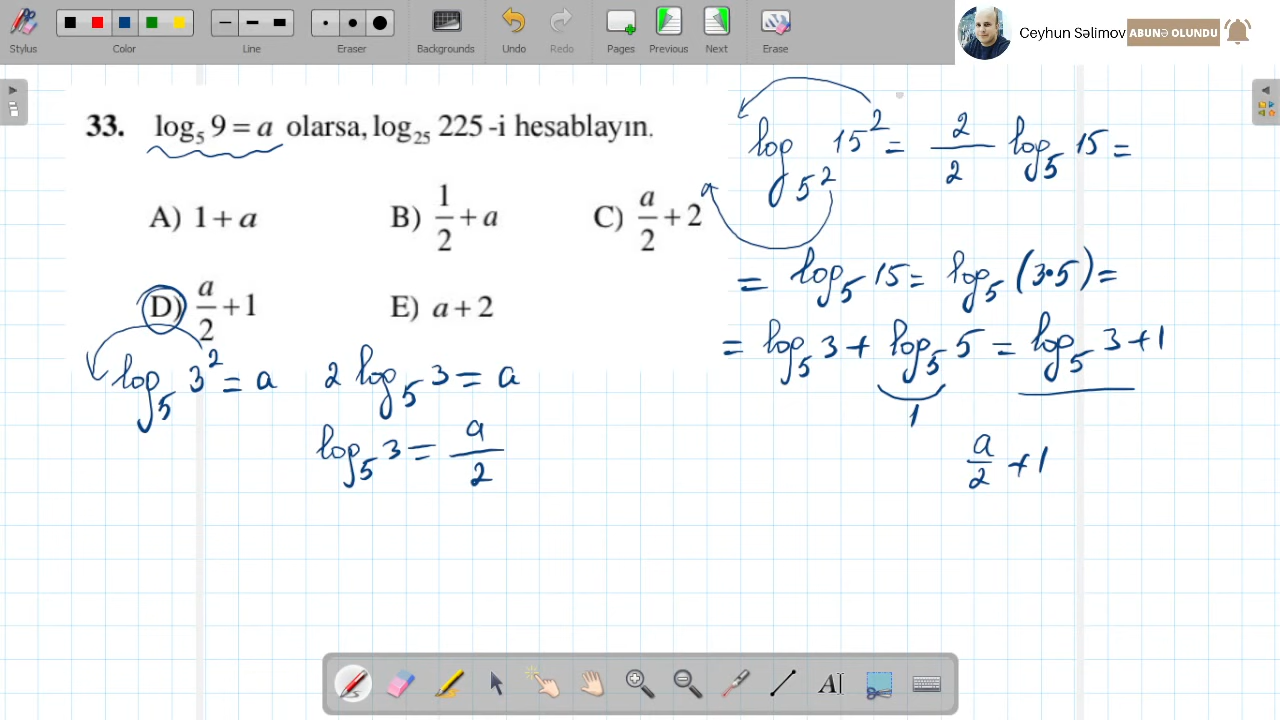 Stylus Color Line Eraser Backgrounds Undo Redo Pages Previous Next Erase
Ceyhun Səlimov ABUNƏ OLUNDU
33. log₅ 9 = a olarsa, log₂₅ 225 -i hesablayın.
A) 1 + a B) 1/2 + a C) a/2 + 2
D) a/2 + 1 E) a + 2
log₅ 3² = a 2 log₅ 3 = a
log₅ 3 = a/2
log₅² 15² = 2/2 log₅ 15 =
= log₅ 15 = log₅ (3·5) =
= log₅ 3 + log₅ 5 = log₅ 3 + 1
1
a/2 + 1